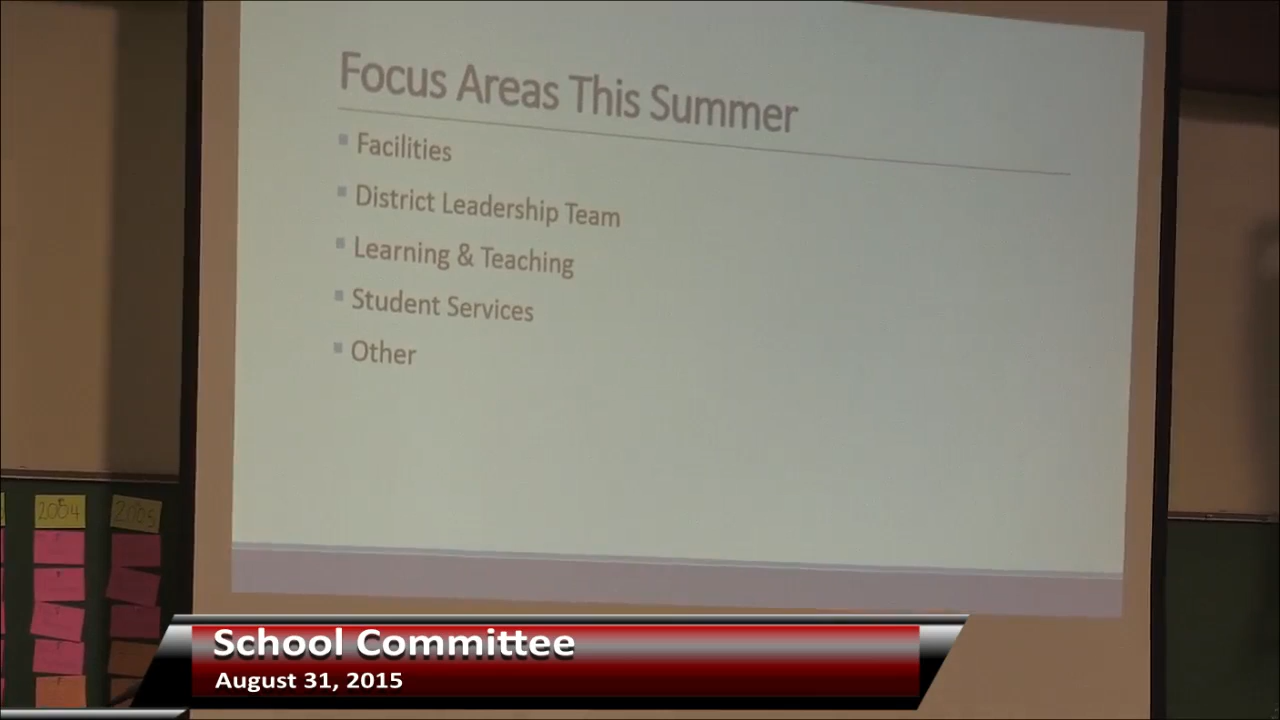 Focus Areas This Summer
Facilities
District Leadership Team
Learning & Teaching
Student Services
Other
2004
2005
School Committee
August 31, 2015